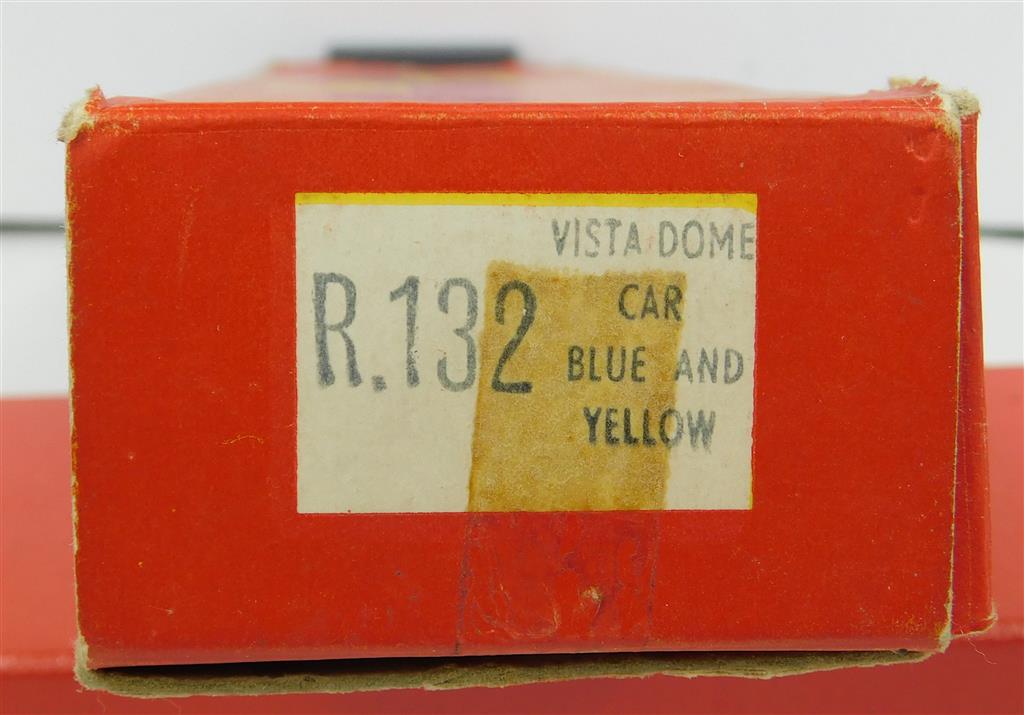 VISTA DOME
R.132 CAR
BLUE AND
YELLOW